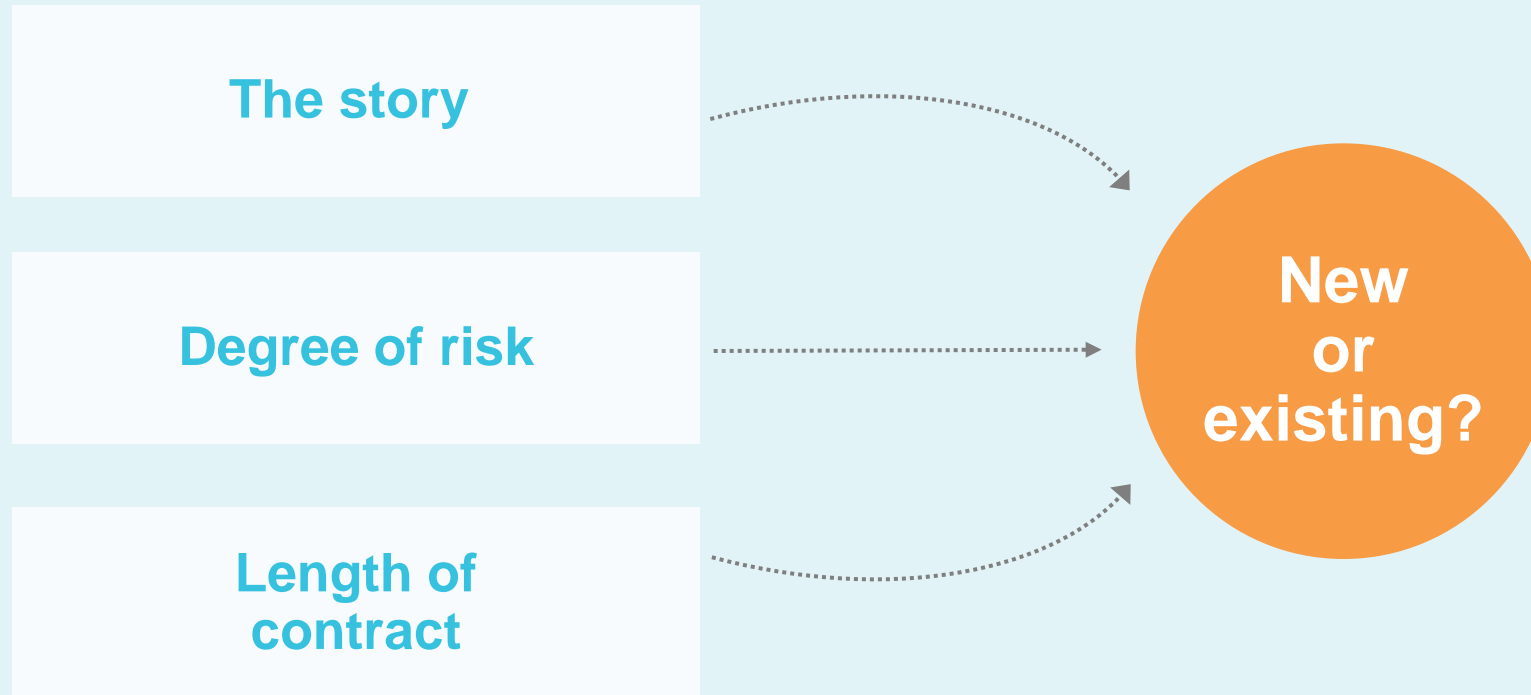 The story
Degree of risk
Length of
contract
New
or
existing?